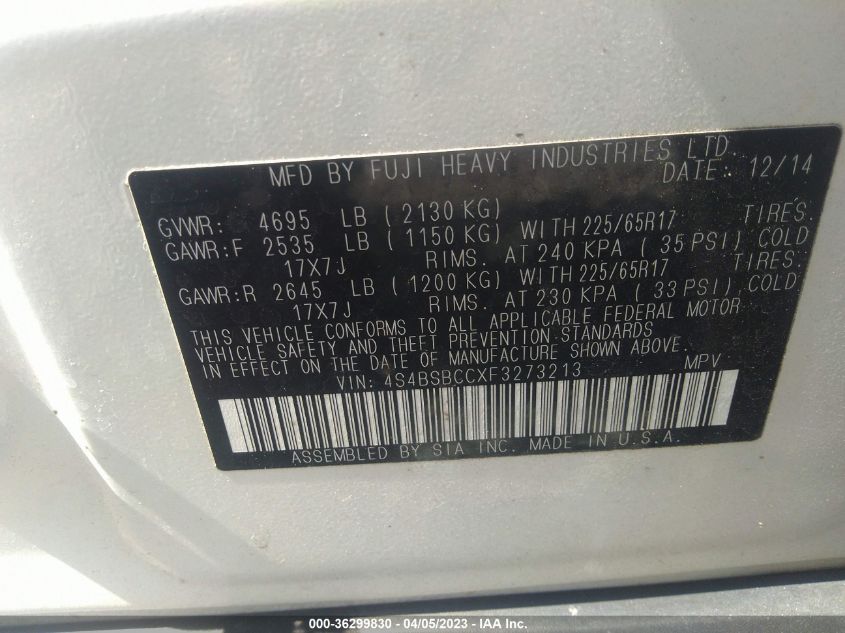 MFD BY FUJI HEAVY INDUSTRIES LTD.
DATE: 12/14
GVWR: 4695 LB (2130 KG)
GAWR:F 2535 LB (1150 KG) WITH 225/65R17 TIRES.
17X7J RIMS. AT 240 KPA (35 PSI) COLD
GAWR:R 2645 LB (1200 KG) WITH 225/65R17 TIRES.
17X7J RIMS. AT 230 KPA (33 PSI) COLD
THIS VEHICLE CONFORMS TO ALL APPLICABLE FEDERAL MOTOR
VEHICLE SAFETY AND THEFT PREVENTION STANDARDS
IN EFFECT ON THE DATE OF MANUFACTURE SHOWN ABOVE.
VIN: 4S4BSBCCXF3273213 MPV
ASSEMBLED BY SIA INC. MADE IN U.S.A.
000-36299830 - 04/05/2023 - IAA Inc.